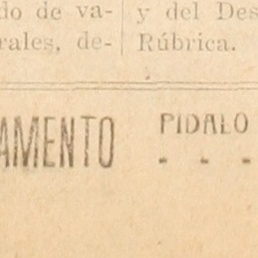 do de va-
rales, de-
y del Des
Rúbrica.
AMENTO
PIDALO
- - -